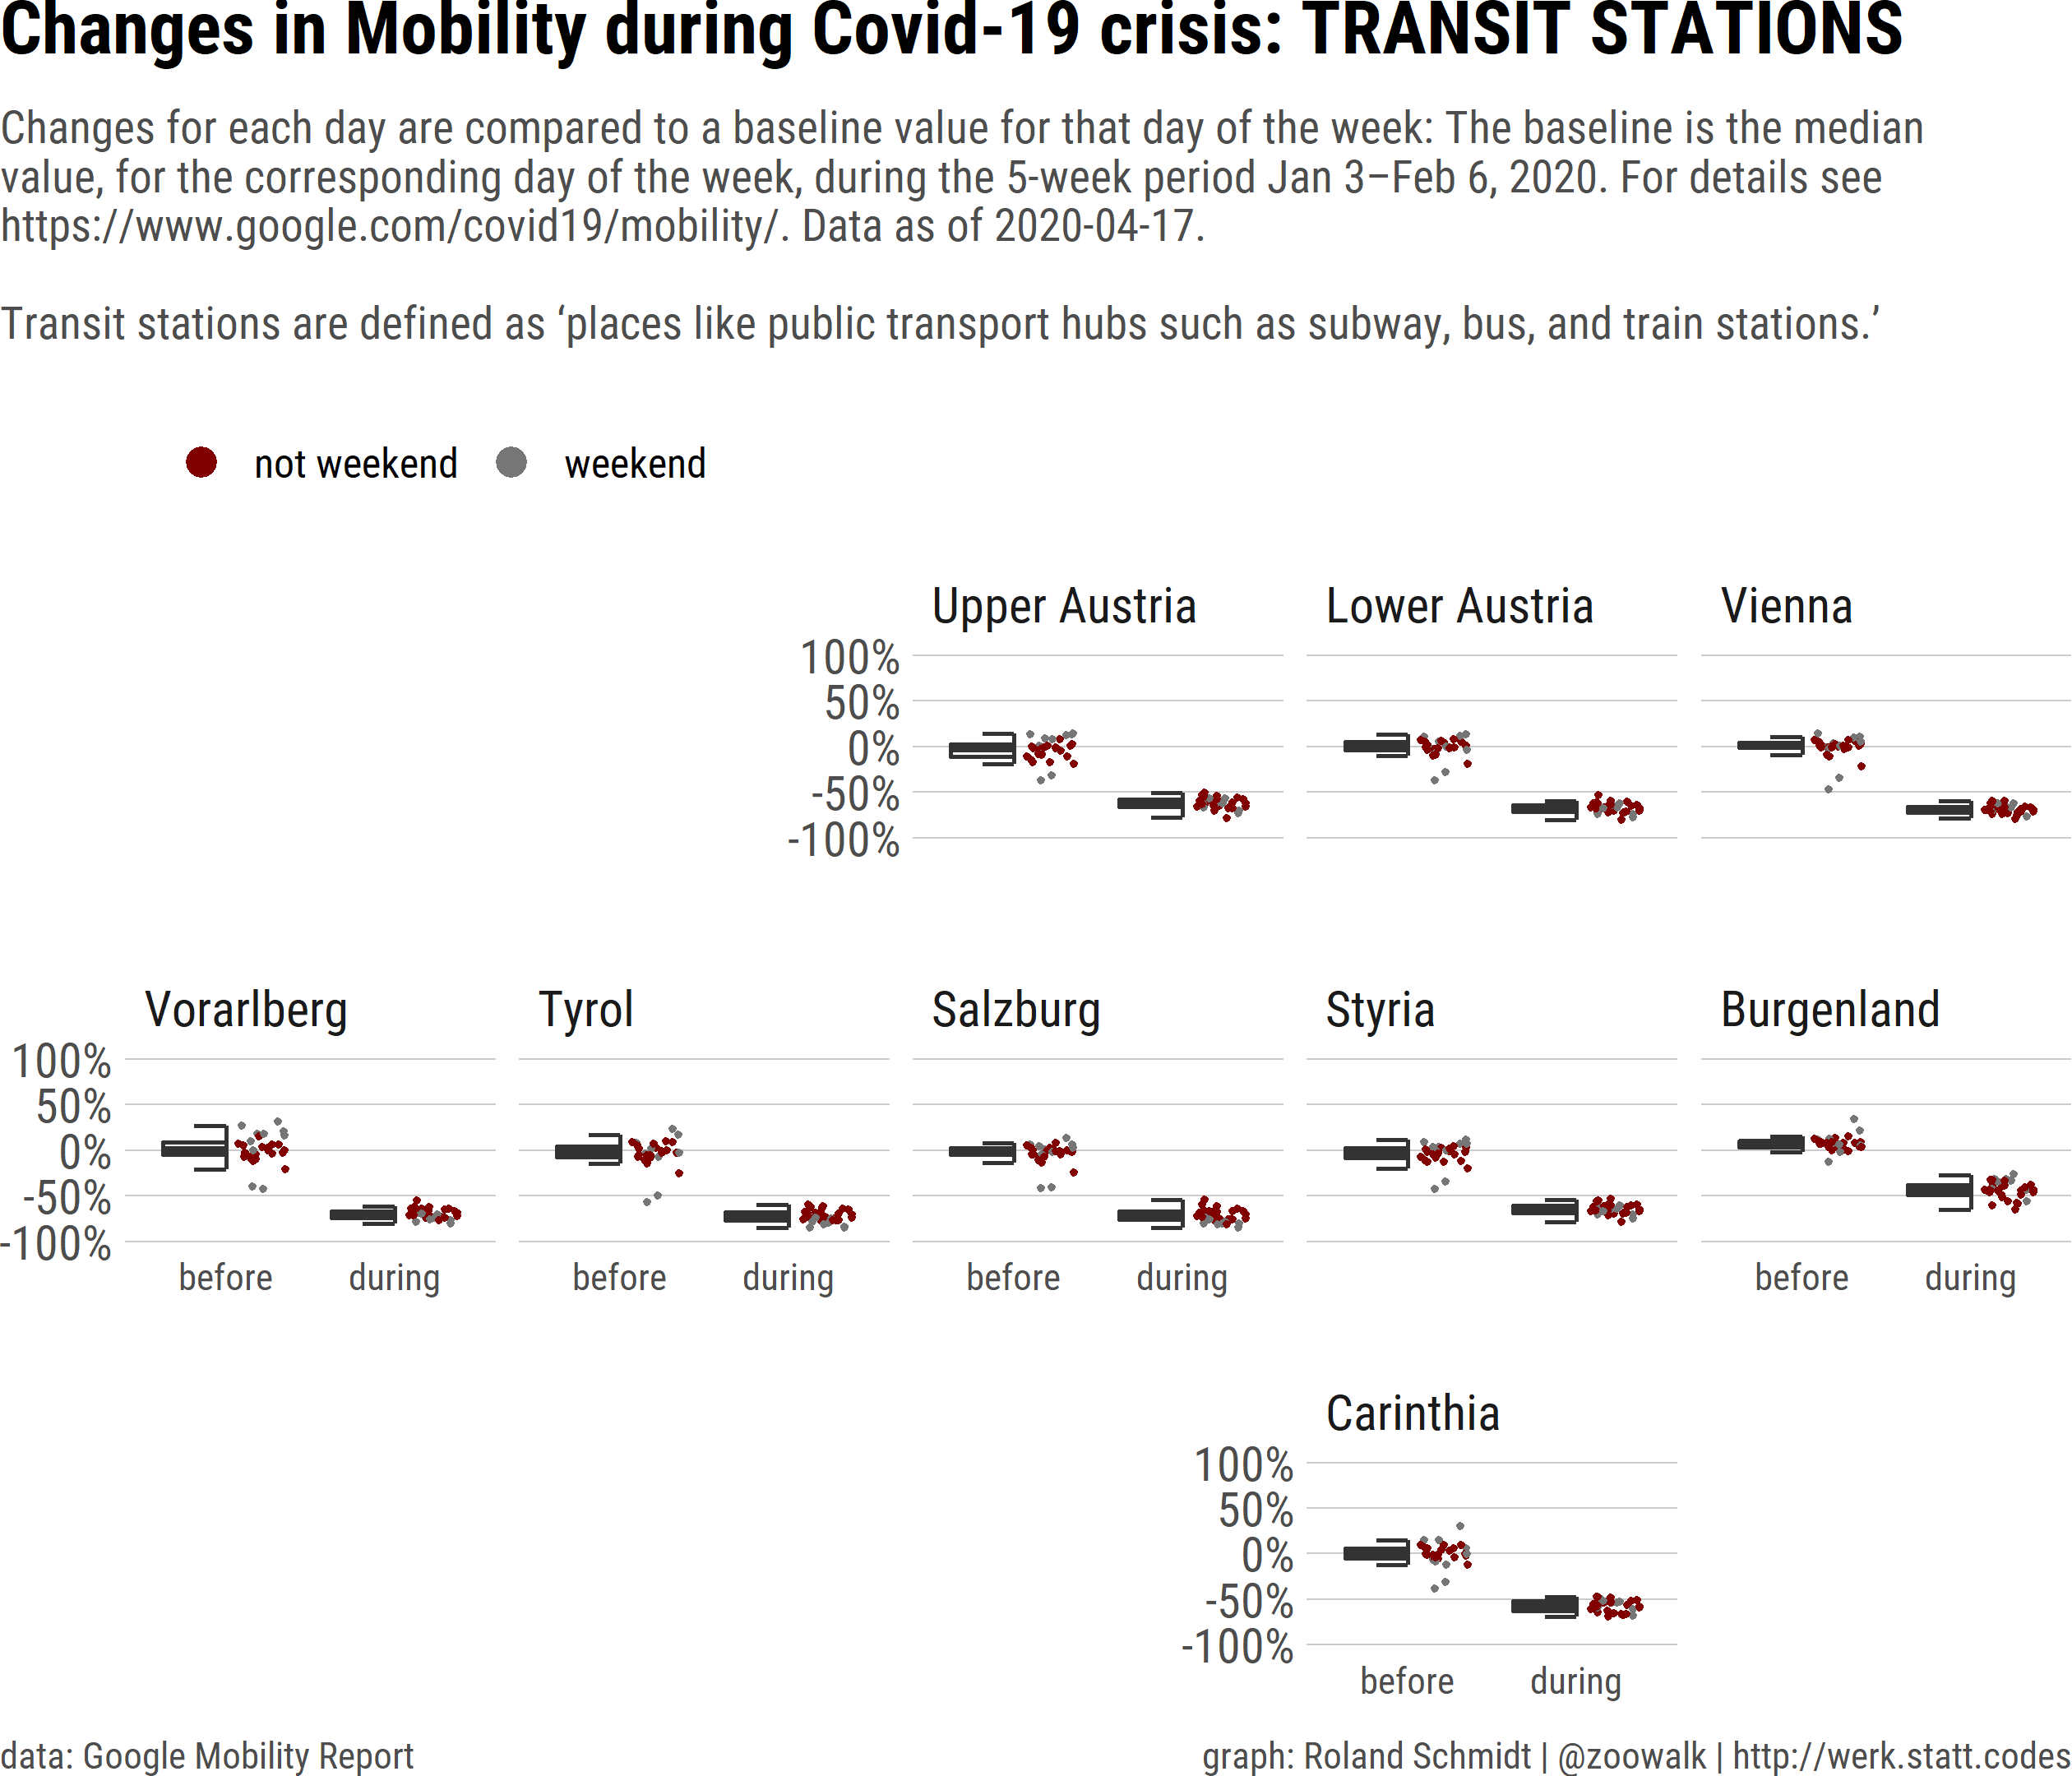 Changes in Mobility during Covid-19 crisis: TRANSIT STATIONS
Changes for each day are compared to a baseline value for that day of the week: The baseline is the median
value, for the corresponding day of the week, during the 5-week period Jan 3–Feb 6, 2020. For details see
https://www.google.com/covid19/mobility/. Data as of 2020-04-17.
Transit stations are defined as ‘places like public transport hubs such as subway, bus, and train stations.’
not weekend weekend
Upper Austria Lower Austria Vienna
100%
50%
0%
-50%
-100%
Vorarlberg Tyrol Salzburg Styria Burgenland
100%
50%
0%
-50%
-100%
before during before during before during before during
Carinthia
100%
50%
0%
-50%
-100%
before during
data: Google Mobility Report graph: Roland Schmidt | @zoowalk | http://werk.statt.codes